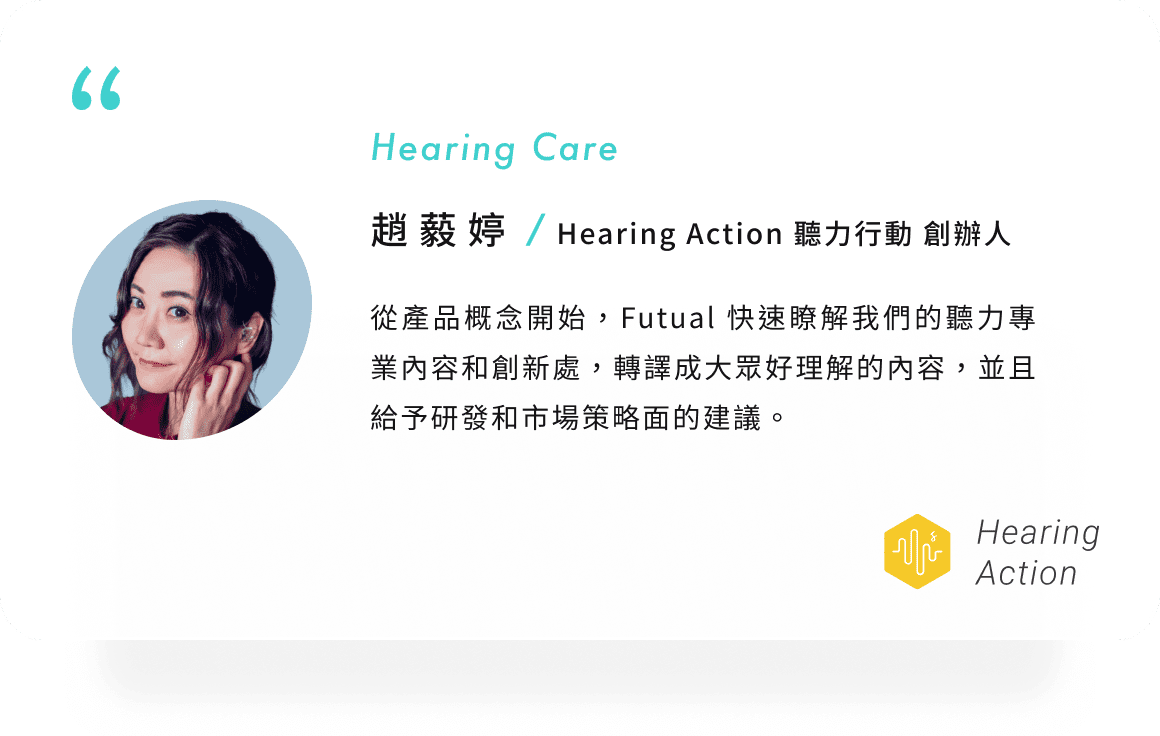 “
Hearing Care
趙藙婷 / Hearing Action 聽力行動 創辦人
從產品概念開始，Futual 快速瞭解我們的聽力專
業內容和創新處，轉譯成大眾好理解的內容，並且
給予研發和市場策略面的建議。
Hearing
Action